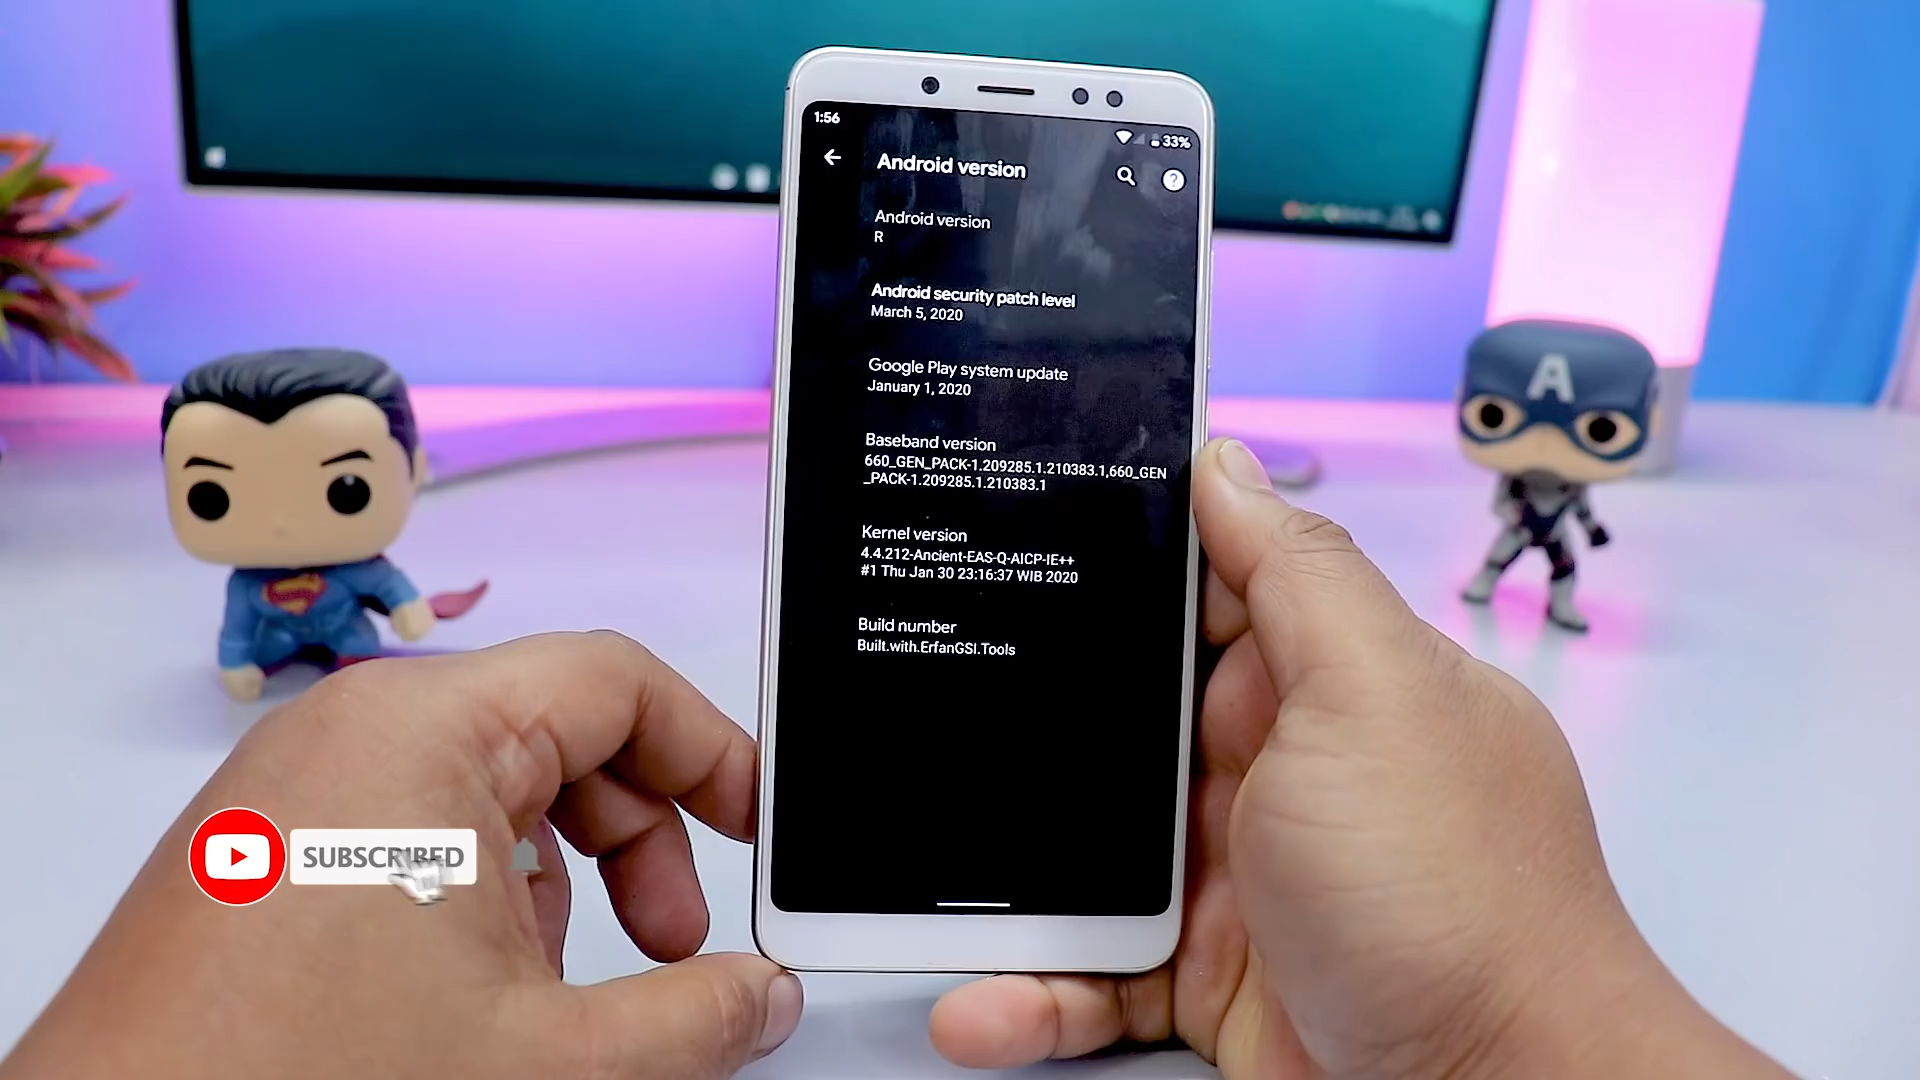 1:56
33%
Android version
Android version
R
Android security patch level
March 5, 2020
Google Play system update
January 1, 2020
Baseband version
660_GEN_PACK-1.209285.1.210383.1,660_GEN
_PACK-1.209285.1.210383.1
Kernel version
4.4.212-Ancient-EAS-Q-AICP-IE++
#1 Thu Jan 30 23:16:37 WIB 2020
Build number
Built.with.ErfanGSI.Tools
A
SUBSCRIBED